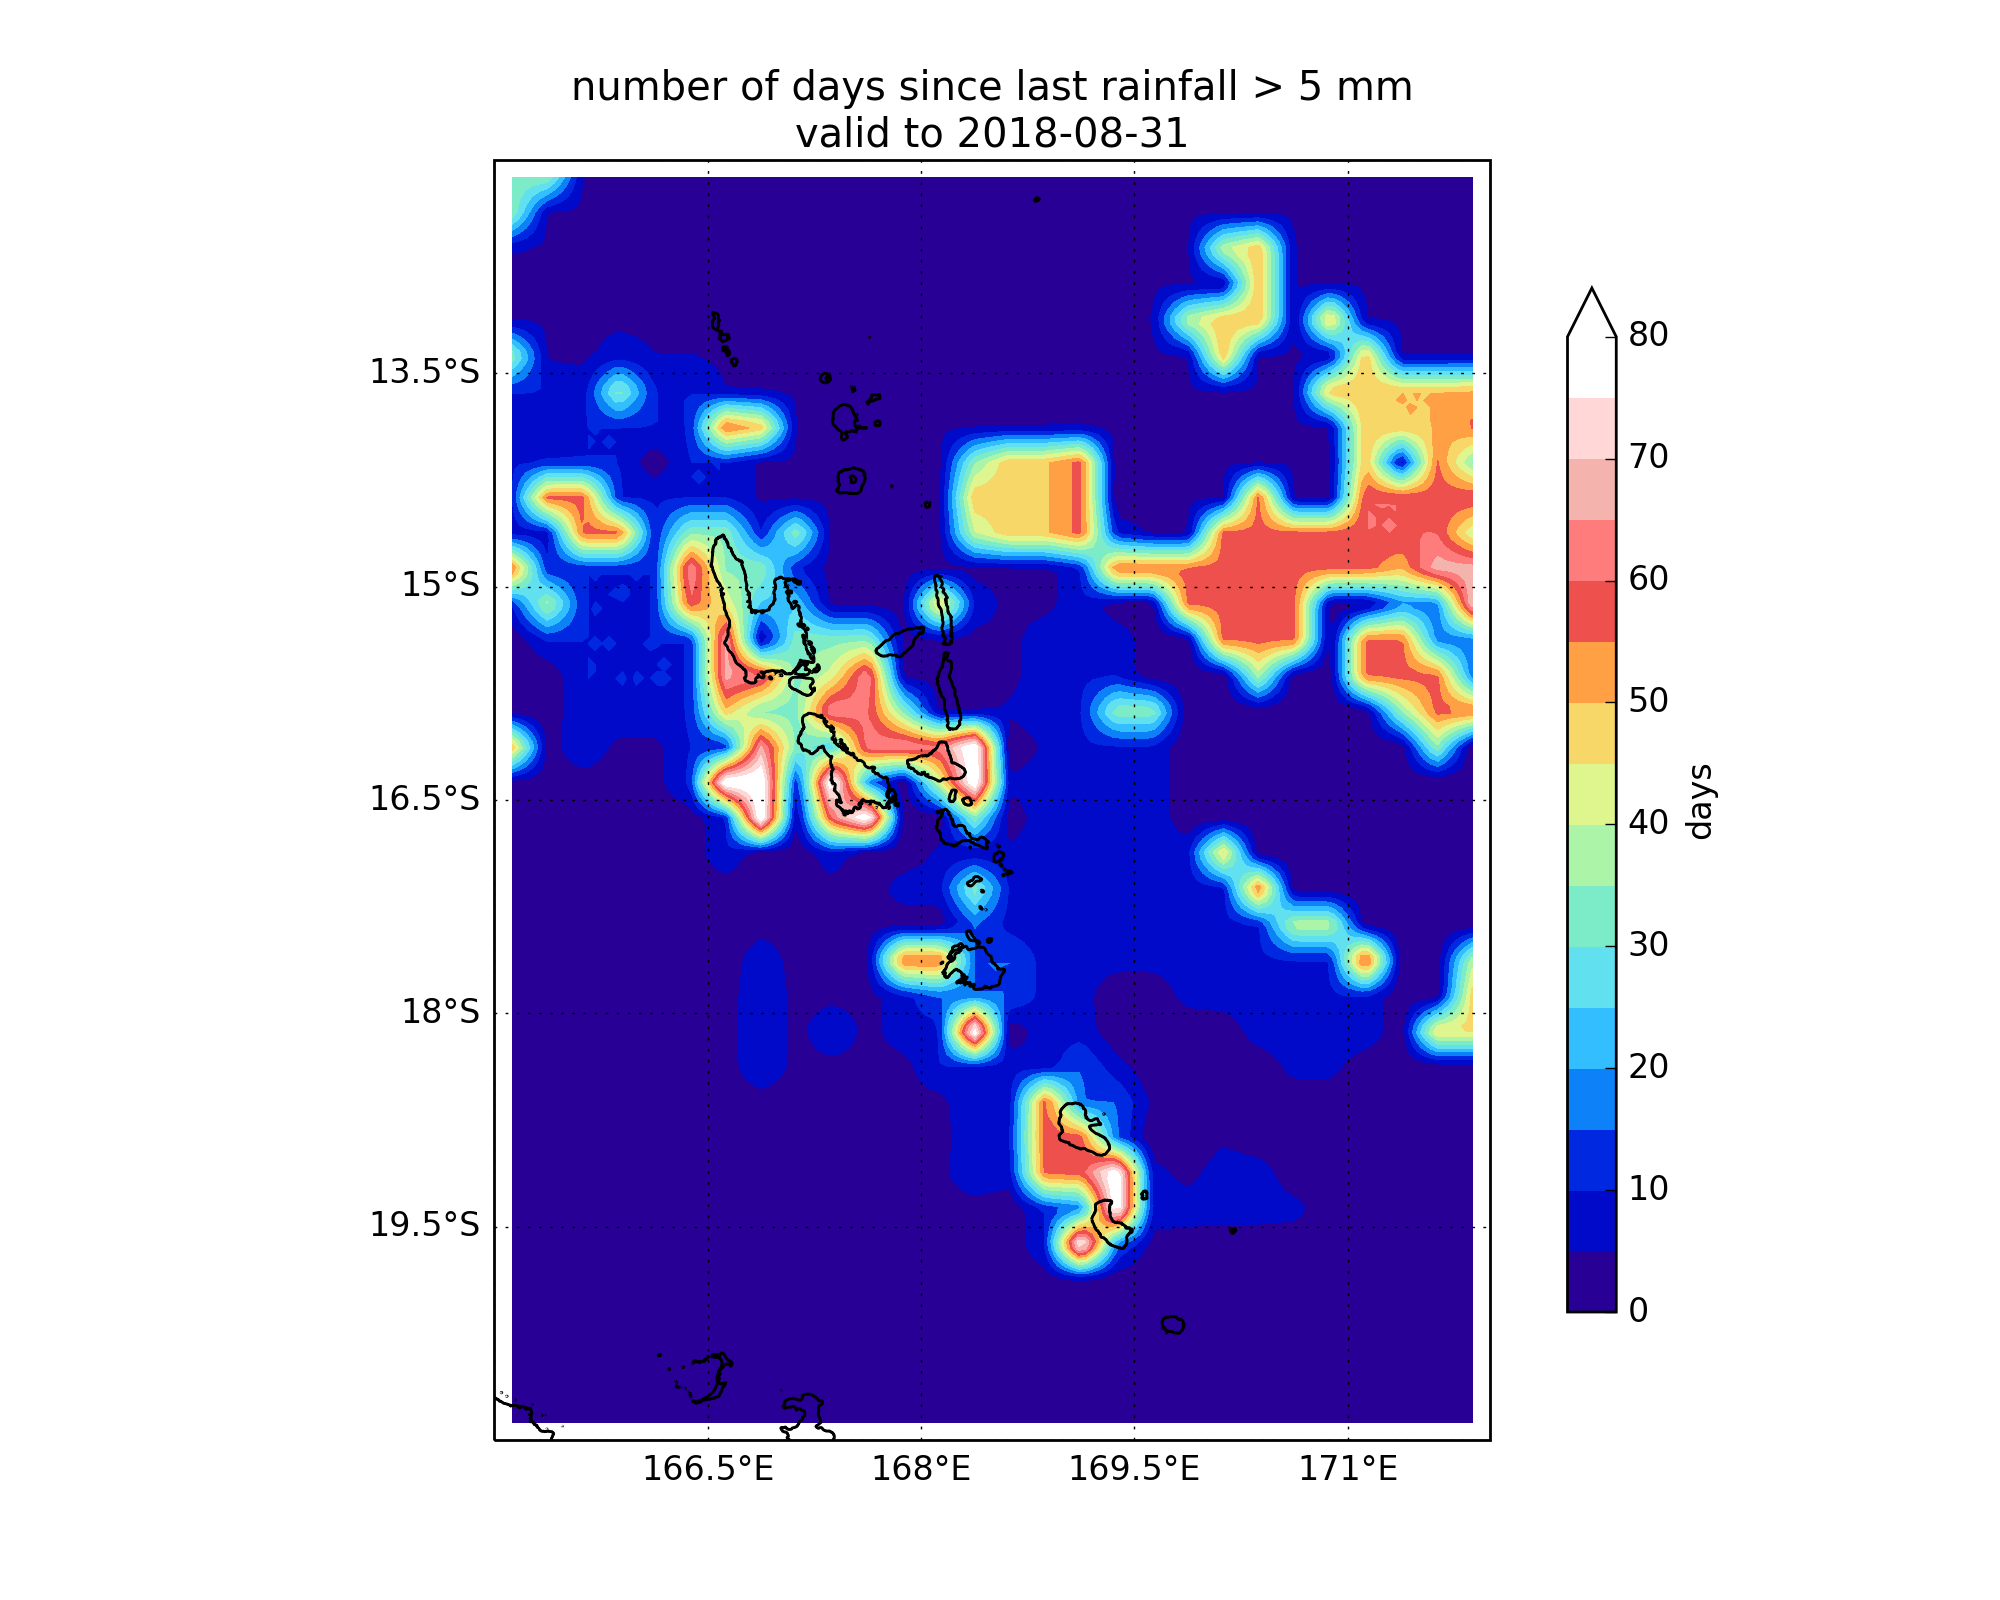 number of days since last rainfall > 5 mm
valid to 2018-08-31
13.5°S
15°S
16.5°S
18°S
19.5°S
166.5°E
168°E
169.5°E
171°E
80
70
60
50
40
30
20
10
0
days